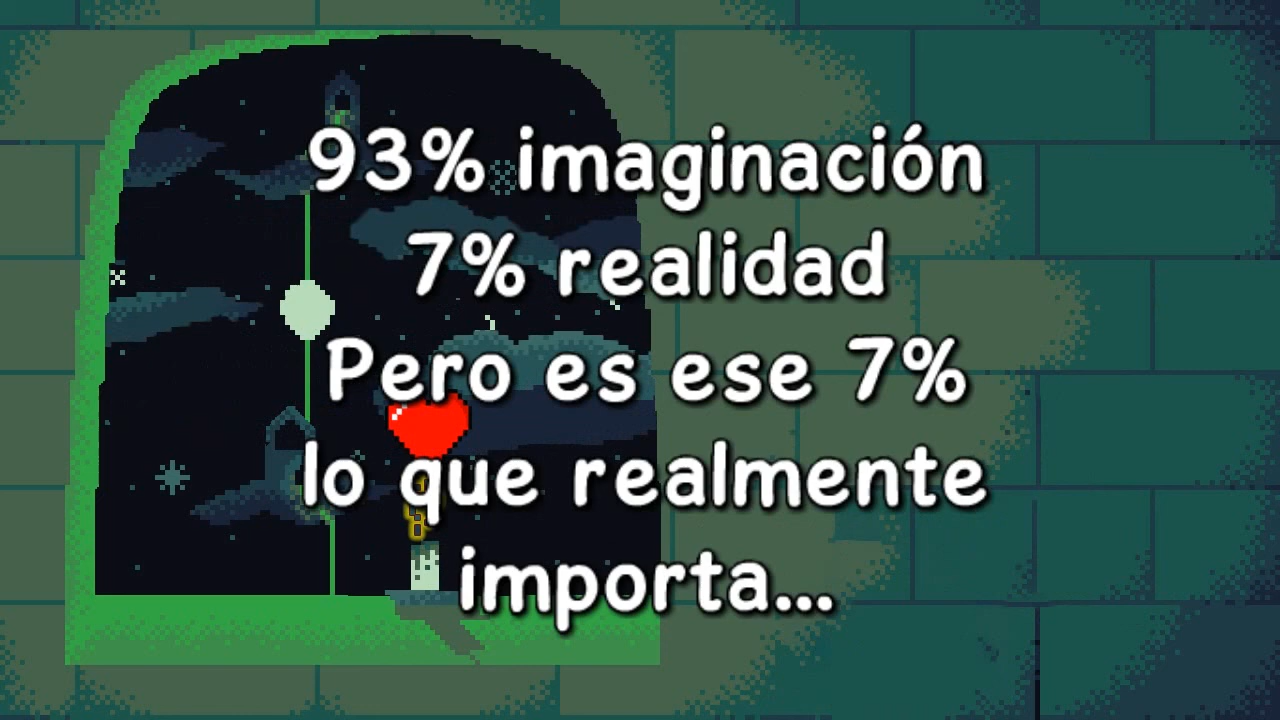 93% imaginación
7% realidad
Pero es ese 7%
lo que realmente
importa...